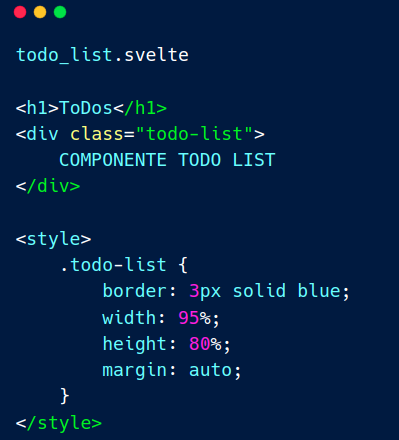 todo_list.svelte
<h1>ToDos</h1>
<div class="todo-list">
    COMPONENTE TODO LIST
</div>
<style>
    .todo-list {
        border: 3px solid blue;
        width: 95%;
        height: 80%;
        margin: auto;
    }
</style>